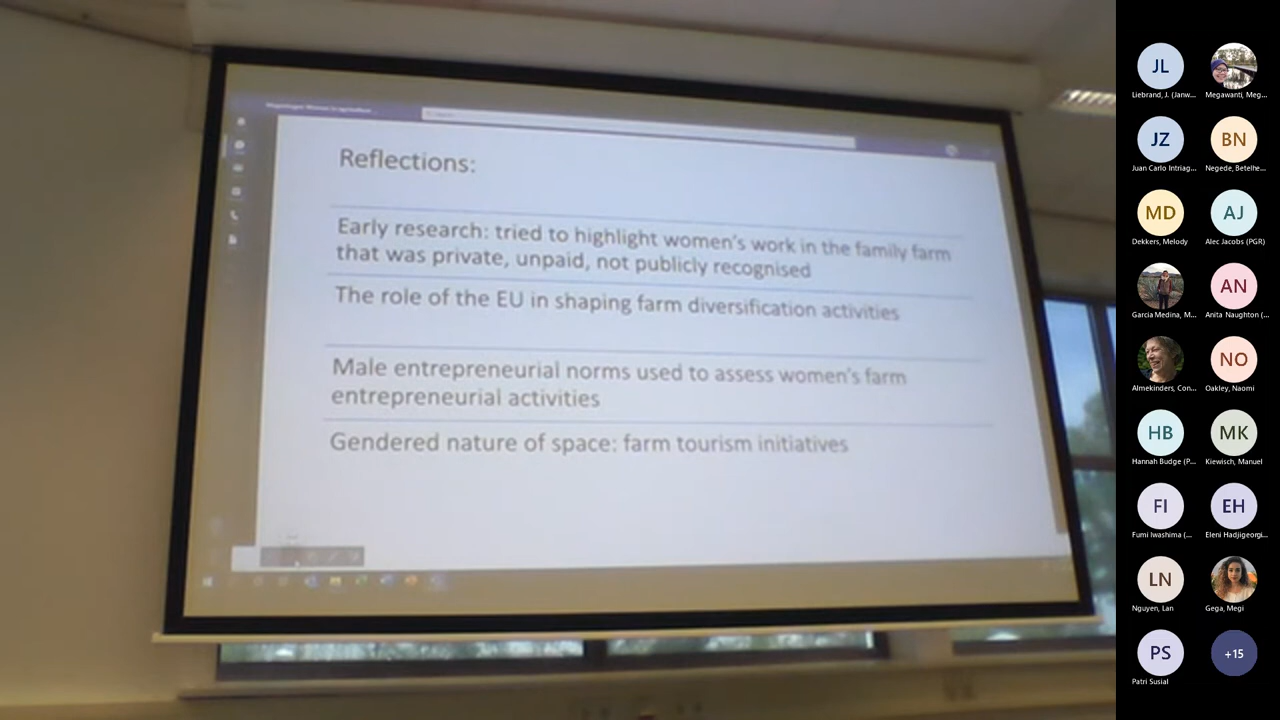 Reflections:
Early research: tried to highlight women's work in the family farm
that was private, unpaid, not publicly recognised
The role of the EU in shaping farm diversification activities
Male entrepreneurial norms used to assess women's farm
entrepreneurial activities
Gendered nature of space: farm tourism initiatives
JL
Liebrand, J. (Janw...
Megawanti, Meg...
JZ
Juan Carlo Intriag...
BN
Negede, Betelhe...
MD
Dekkers, Melody
AJ
Alec Jacobs (PGR)
Garcia Medina, M...
AN
Anita Naughton (...
Almekinders, Con...
NO
Oakley, Naomi
HB
Hannah Budge (P...
MK
Kiewisch, Manuel
FI
Fumi Iwashima (...
EH
Eleni Hadjigeorgi...
LN
Nguyen, Lan
Gega, Megi
PS
Patri Susial
+15